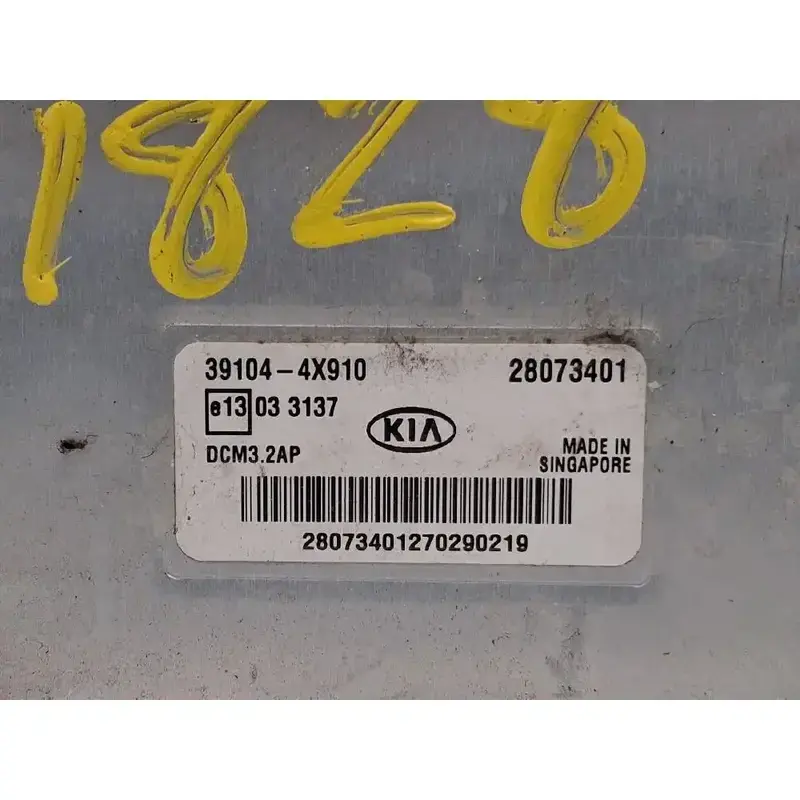 1828
39104-4X910 28073401
e13 03 3137
KIA
DCM3.2AP
MADE IN
SINGAPORE
28073401270290219